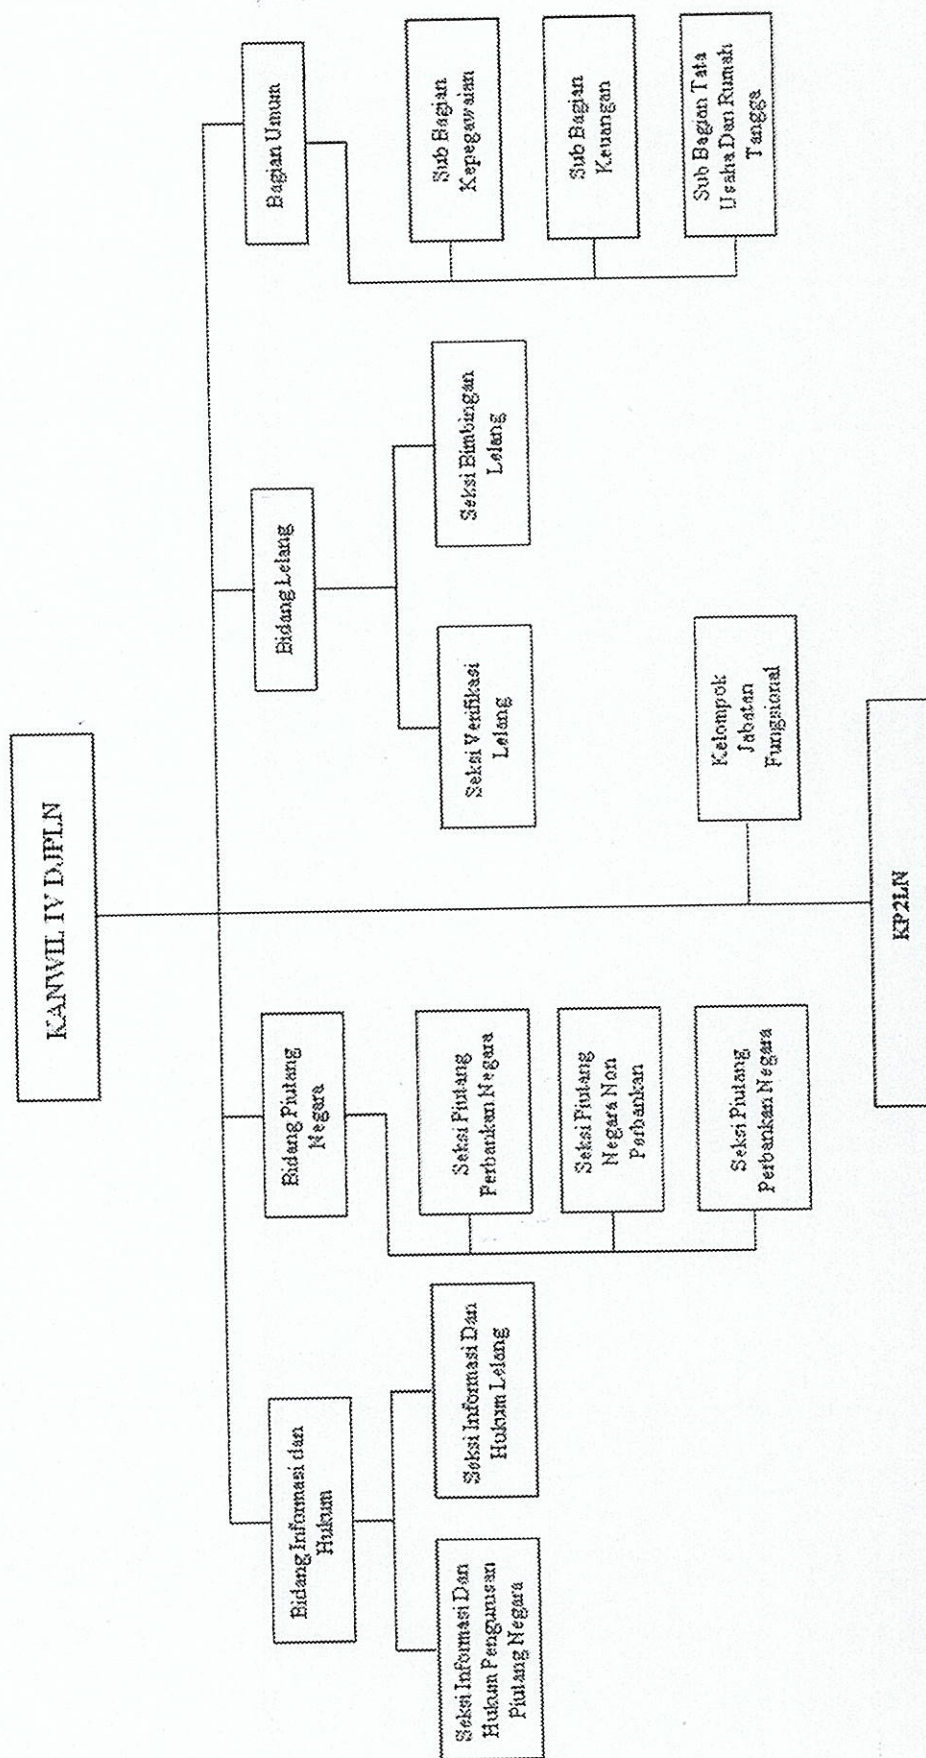 KANWIL IV DJPLN
Bidang Informasi dan
Hukum
Bidang Piutang
Negara
Bidang Lelang
Bagian Umum
Seksi Informasi Dan
Hukum Pengurusan
Piutang Negara
Seksi Informasi Dan
Hukum Lelang
Seksi Piutang
Perbankan Negara
Seksi Piutang
Negara Non
Perbankan
Seksi Piutang
Perbankan Negara
Seksi Verifikasi
Lelang
Seksi Bimbingan
Lelang
Sub Bagian
Kepegawaian
Sub Bagian
Keuangan
Sub Bagian Tata
Usaha Dan Rumah
Tangga
Kelompok
Jabatan
Fungsional
KP2LN